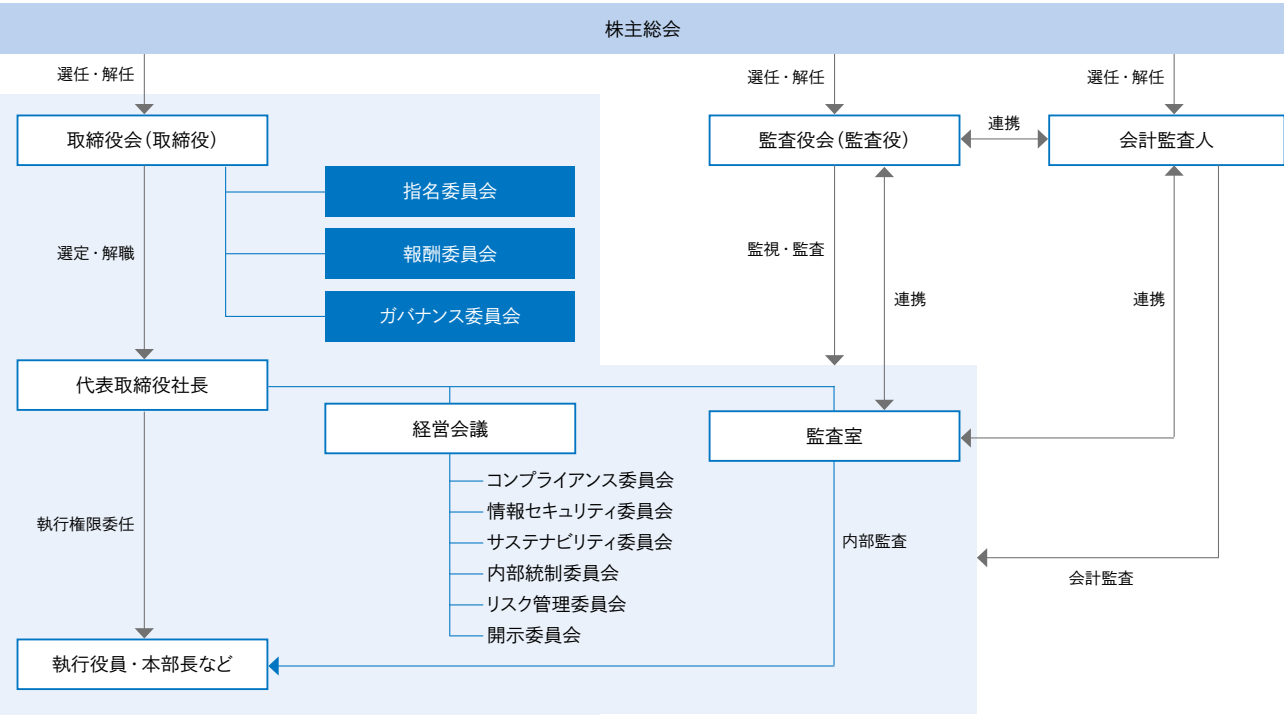 株主総会
選任・解任
選任・解任
選任・解任
取締役会（取締役）
監査役会（監査役）
連携
会計監査人
指名委員会
選定・解職
報酬委員会
監視・監査
連携
連携
ガバナンス委員会
代表取締役社長
経営会議
監査室
コンプライアンス委員会
情報セキュリティ委員会
執行権限委任
サステナビリティ委員会
内部監査
内部統制委員会
会計監査
リスク管理委員会
開示委員会
執行役員・本部長など